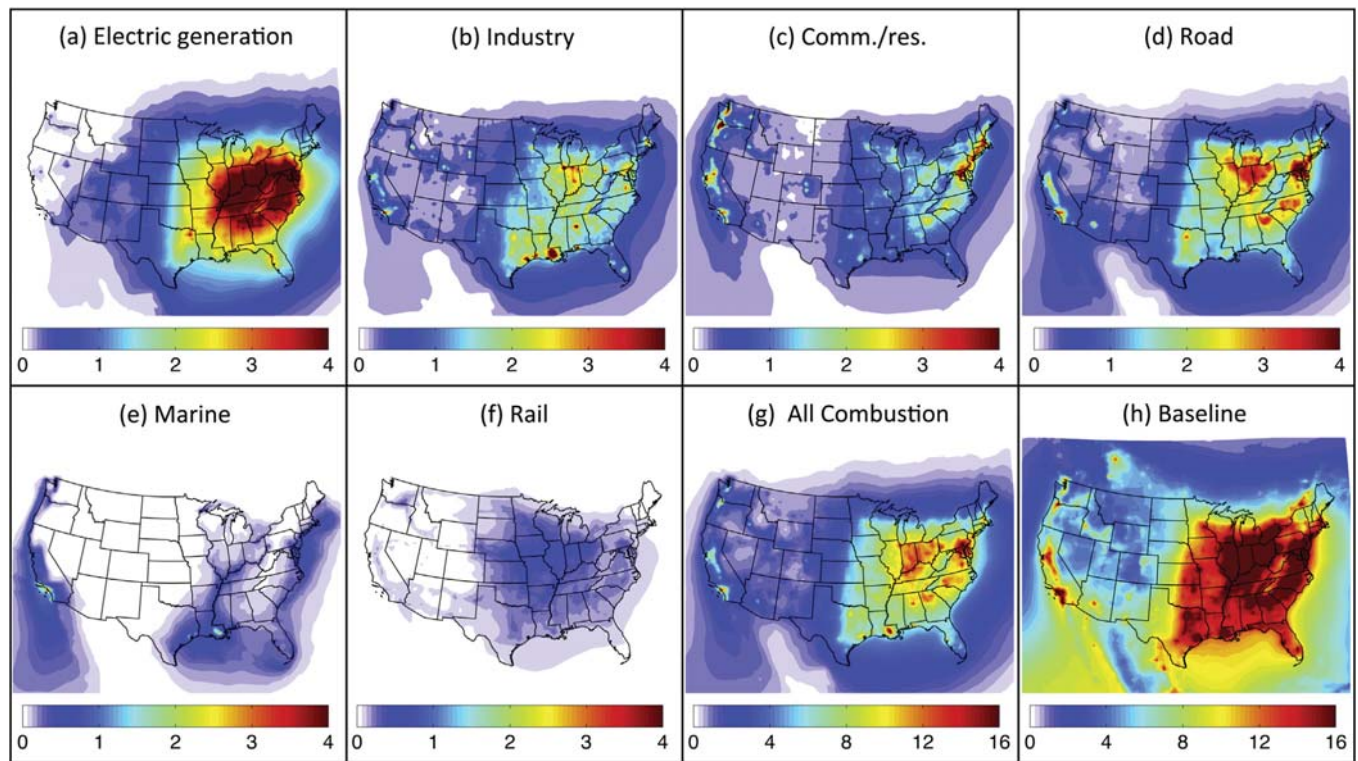 (a) Electric generation
(b) Industry
(c) Comm./res.
(d) Road
0 1 2 3 4
0 1 2 3 4
0 1 2 3 4
0 1 2 3 4
(e) Marine
(f) Rail
(g) All Combustion
(h) Baseline
0 1 2 3 4
0 1 2 3 4
0 4 8 12 16
0 4 8 12 16